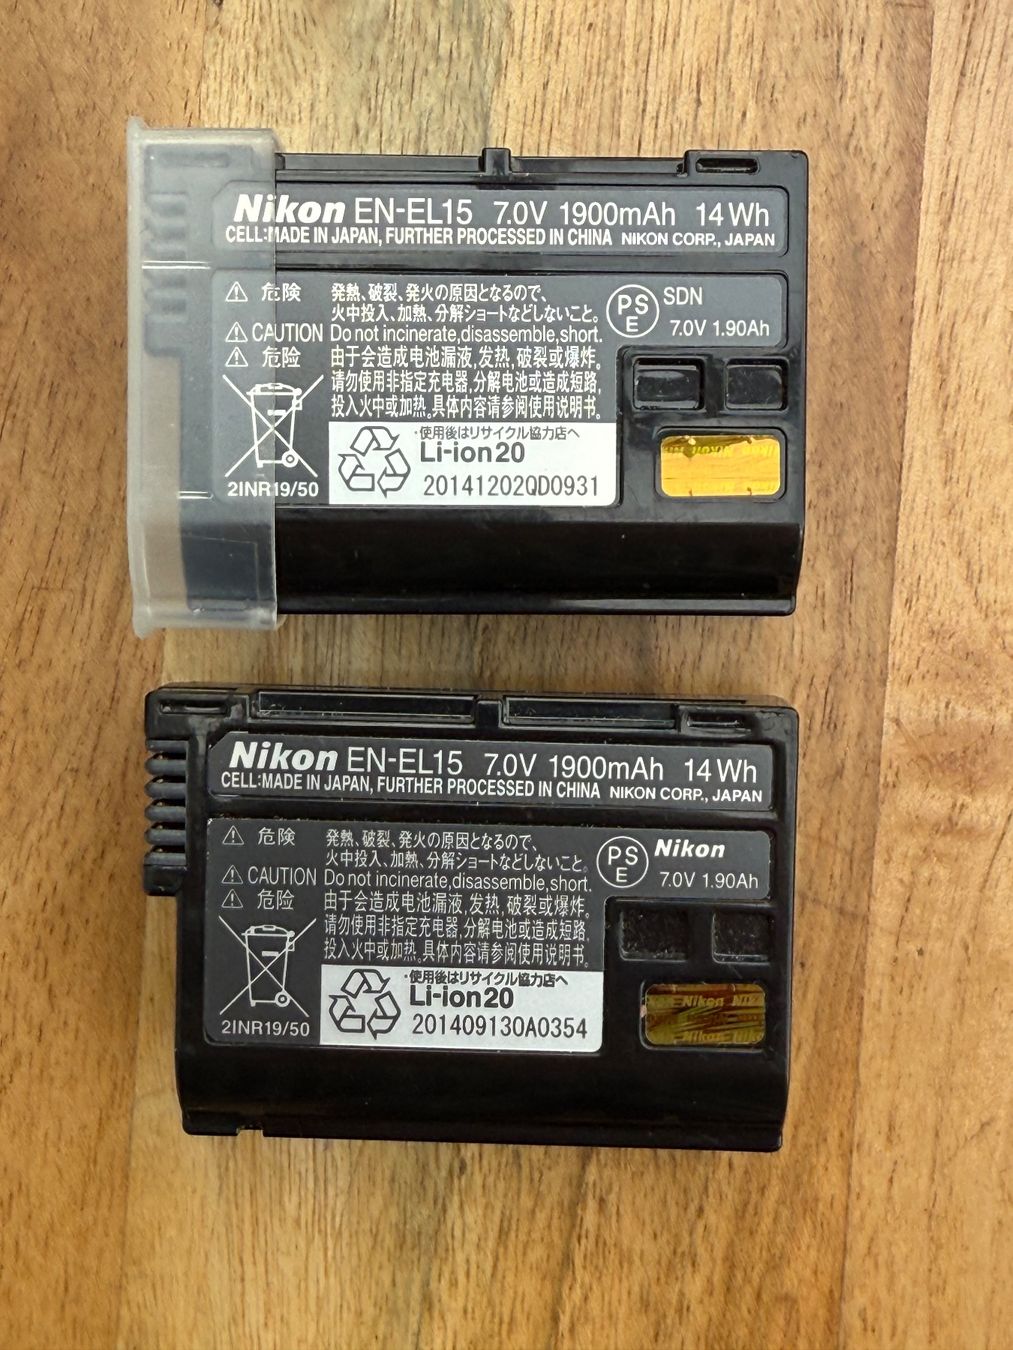 Nikon EN-EL15 7.0V 1900mAh 14Wh
CELL:MADE IN JAPAN, FURTHER PROCESSED IN CHINA NIKON CORP., JAPAN
危険 発熱、破裂、発火の原因となるので、
火中投入、加熱、分解ショートなどしないこと。
CAUTION Do not incinerate,disassemble,short.
危险 由于会造成电池漏液,发热,破裂或爆炸.
请勿使用非指定充电器,分解电池或造成短路,
投入火中或加热.具体内容请参阅使用说明书.
PSE SDN
7.0V 1.90Ah
・使用後はリサイクル協力店へ
Li-ion20
20141202QD0931
2INR19/50
Nikon Nikon
Nikon EN-EL15 7.0V 1900mAh 14Wh
CELL:MADE IN JAPAN, FURTHER PROCESSED IN CHINA NIKON CORP., JAPAN
危険 発熱、破裂、発火の原因となるので、
火中投入、加熱、分解ショートなどしないこと。
CAUTION Do not incinerate,disassemble,short.
危险 由于会造成电池漏液,发热,破裂或爆炸.
请勿使用非指定充电器,分解电池或造成短路,
投入火中或加热.具体内容请参阅使用说明书.
PSE Nikon
7.0V 1.90Ah
・使用後はリサイクル協力店へ
Li-ion20
20140913OA0354
2INR19/50
Nikon
Nikon